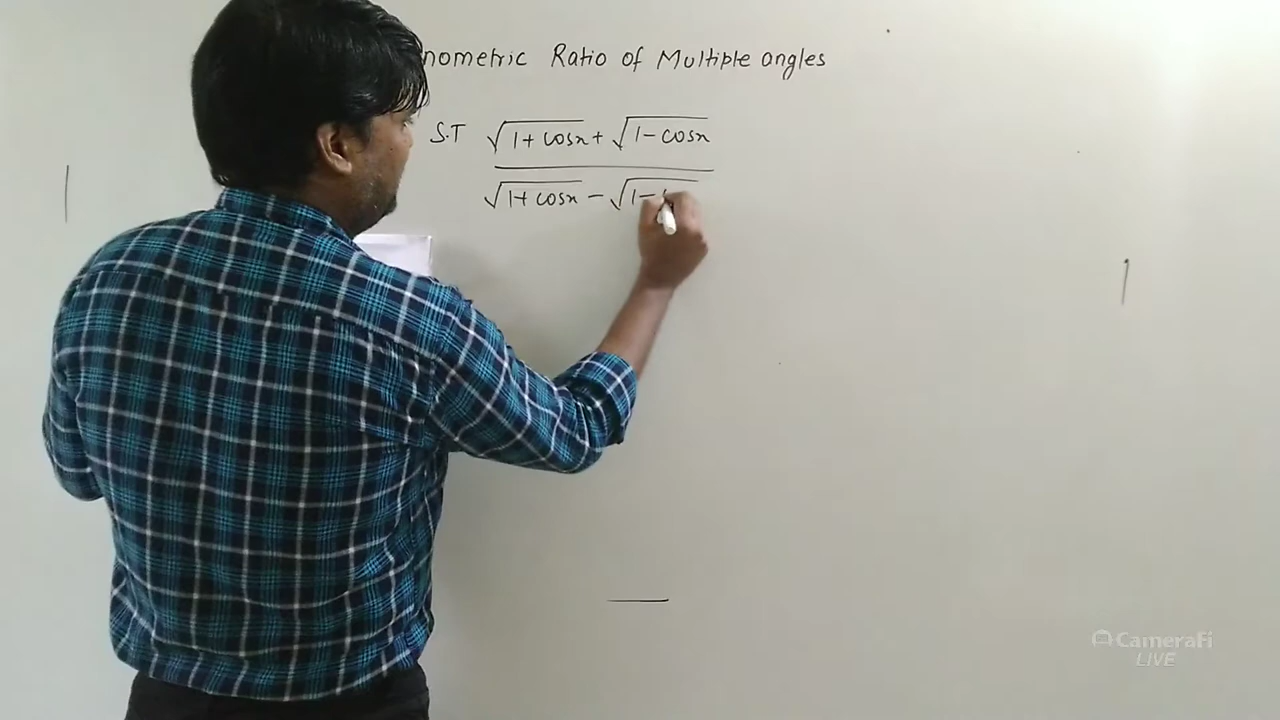 nometric Ratio of Multiple angles
S.T √1+cosx + √1-cosx
√1+cosx - √1-
CameraFi
LIVE